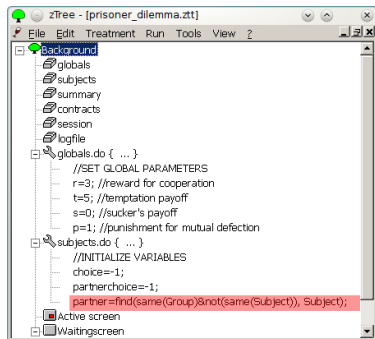 zTree - [prisoner_dilemma.ztt]
File Edit Treatment Run Tools View ?
Background
globals
subjects
summary
contracts
session
logfile
globals.do { ... }
//SET GLOBAL PARAMETERS
r=3; //reward for cooperation
t=5; //temptation payoff
s=0; //sucker's payoff
p=1; //punishment for mutual defection
subjects.do { ... }
//INITIALIZE VARIABLES
choice=-1;
partnerchoice=-1;
partner=find(same(Group)&not(same(Subject)), Subject);
Active screen
Waitingscreen